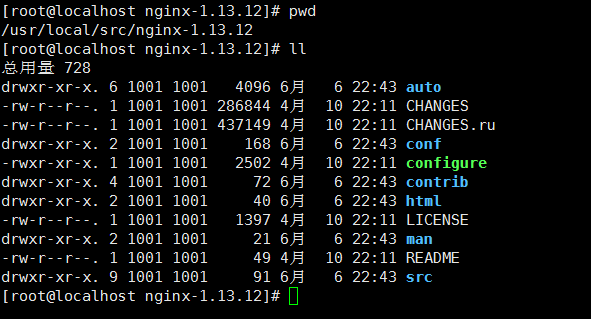 [root@localhost nginx-1.13.12]# pwd
/usr/local/src/nginx-1.13.12
[root@localhost nginx-1.13.12]# ll
总用量 728
drwxr-xr-x. 6 1001 1001   4096 6月   6 22:43 auto
-rw-r--r--. 1 1001 1001 286844 4月  10 22:11 CHANGES
-rw-r--r--. 1 1001 1001 437149 4月  10 22:11 CHANGES.ru
drwxr-xr-x. 2 1001 1001    168 6月   6 22:43 conf
-rwxr-xr-x. 1 1001 1001   2502 4月  10 22:11 configure
drwxr-xr-x. 4 1001 1001     72 6月   6 22:43 contrib
drwxr-xr-x. 2 1001 1001     40 6月   6 22:43 html
-rw-r--r--. 1 1001 1001   1397 4月  10 22:11 LICENSE
drwxr-xr-x. 2 1001 1001     21 6月   6 22:43 man
-rw-r--r--. 1 1001 1001     49 4月  10 22:11 README
drwxr-xr-x. 9 1001 1001     91 6月   6 22:43 src
[root@localhost nginx-1.13.12]#